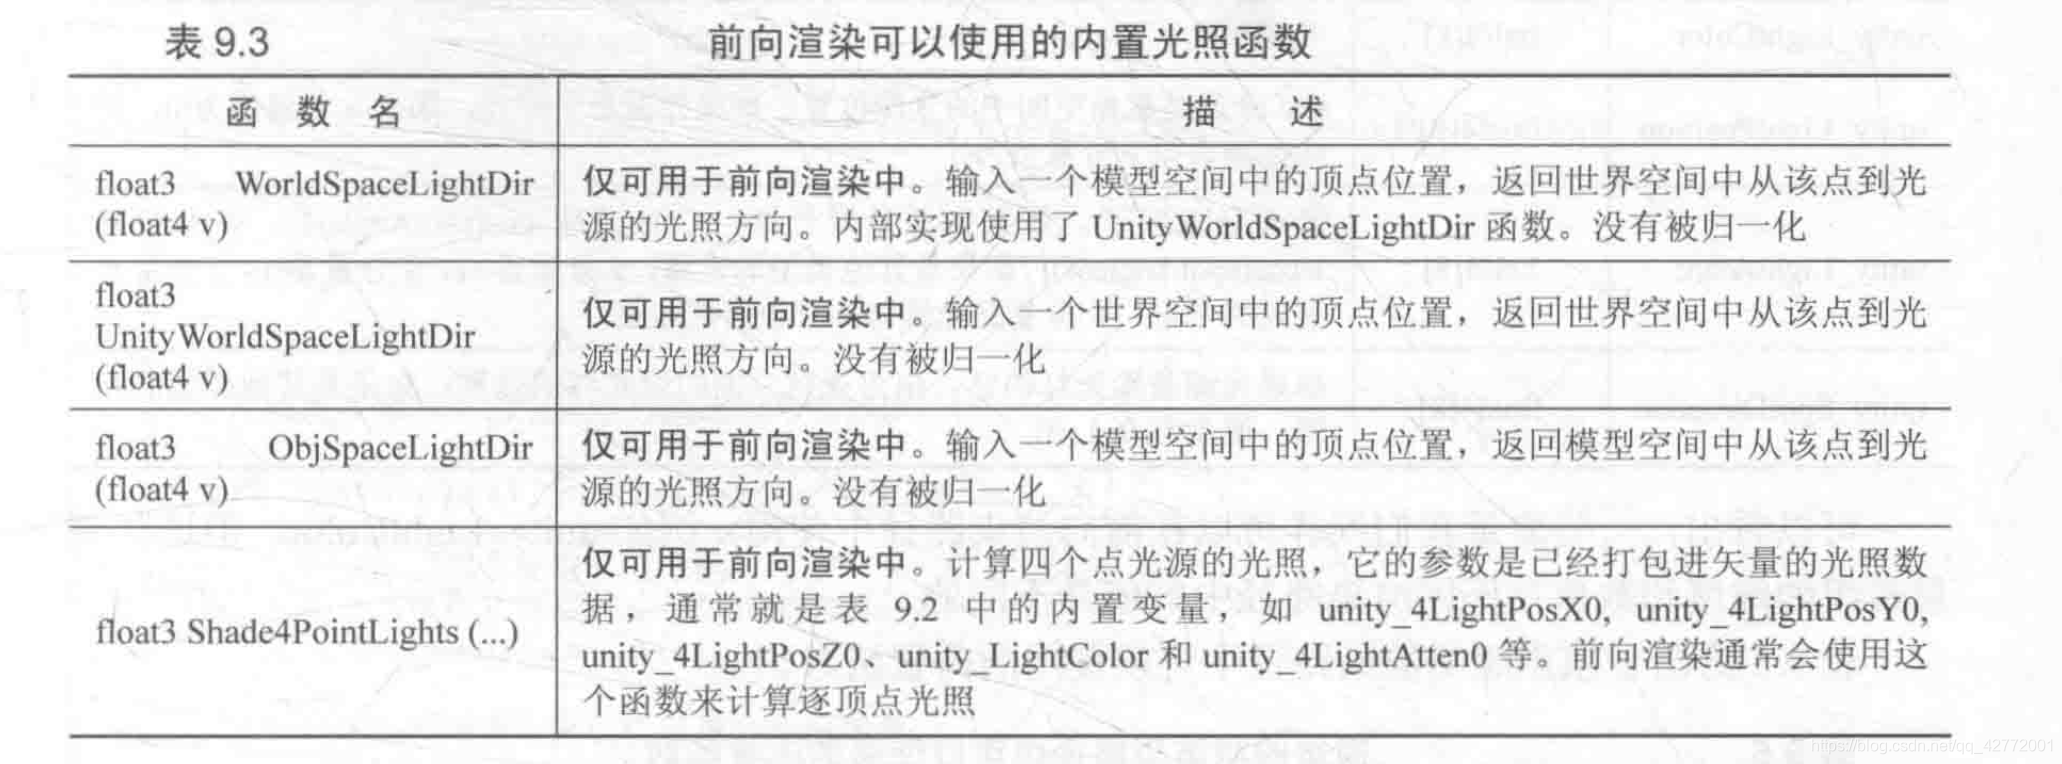 表 9.3 前向渲染可以使用的内置光照函数
函 数 名 描 述
float3 WorldSpaceLightDir
(float4 v)
仅可用于前向渲染中。输入一个模型空间中的顶点位置，返回世界空间中从该点到光
源的光照方向。内部实现使用了 UnityWorldSpaceLightDir 函数。没有被归一化
float3
UnityWorldSpaceLightDir
(float4 v)
仅可用于前向渲染中。输入一个世界空间中的顶点位置，返回世界空间中从该点到光
源的光照方向。没有被归一化
float3 ObjSpaceLightDir
(float4 v)
仅可用于前向渲染中。输入一个模型空间中的顶点位置，返回模型空间中从该点到光
源的光照方向。没有被归一化
float3 Shade4PointLights (...)
仅可用于前向渲染中。计算四个点光源的光照，它的参数是已经打包进矢量的光照数
据，通常就是表 9.2 中的内置变量，如 unity_4LightPosX0, unity_4LightPosY0,
unity_4LightPosZ0、unity_LightColor 和 unity_4LightAtten0 等。前向渲染通常会使用这
个函数来计算逐顶点光照
https://blog.csdn.net/qq_42772001